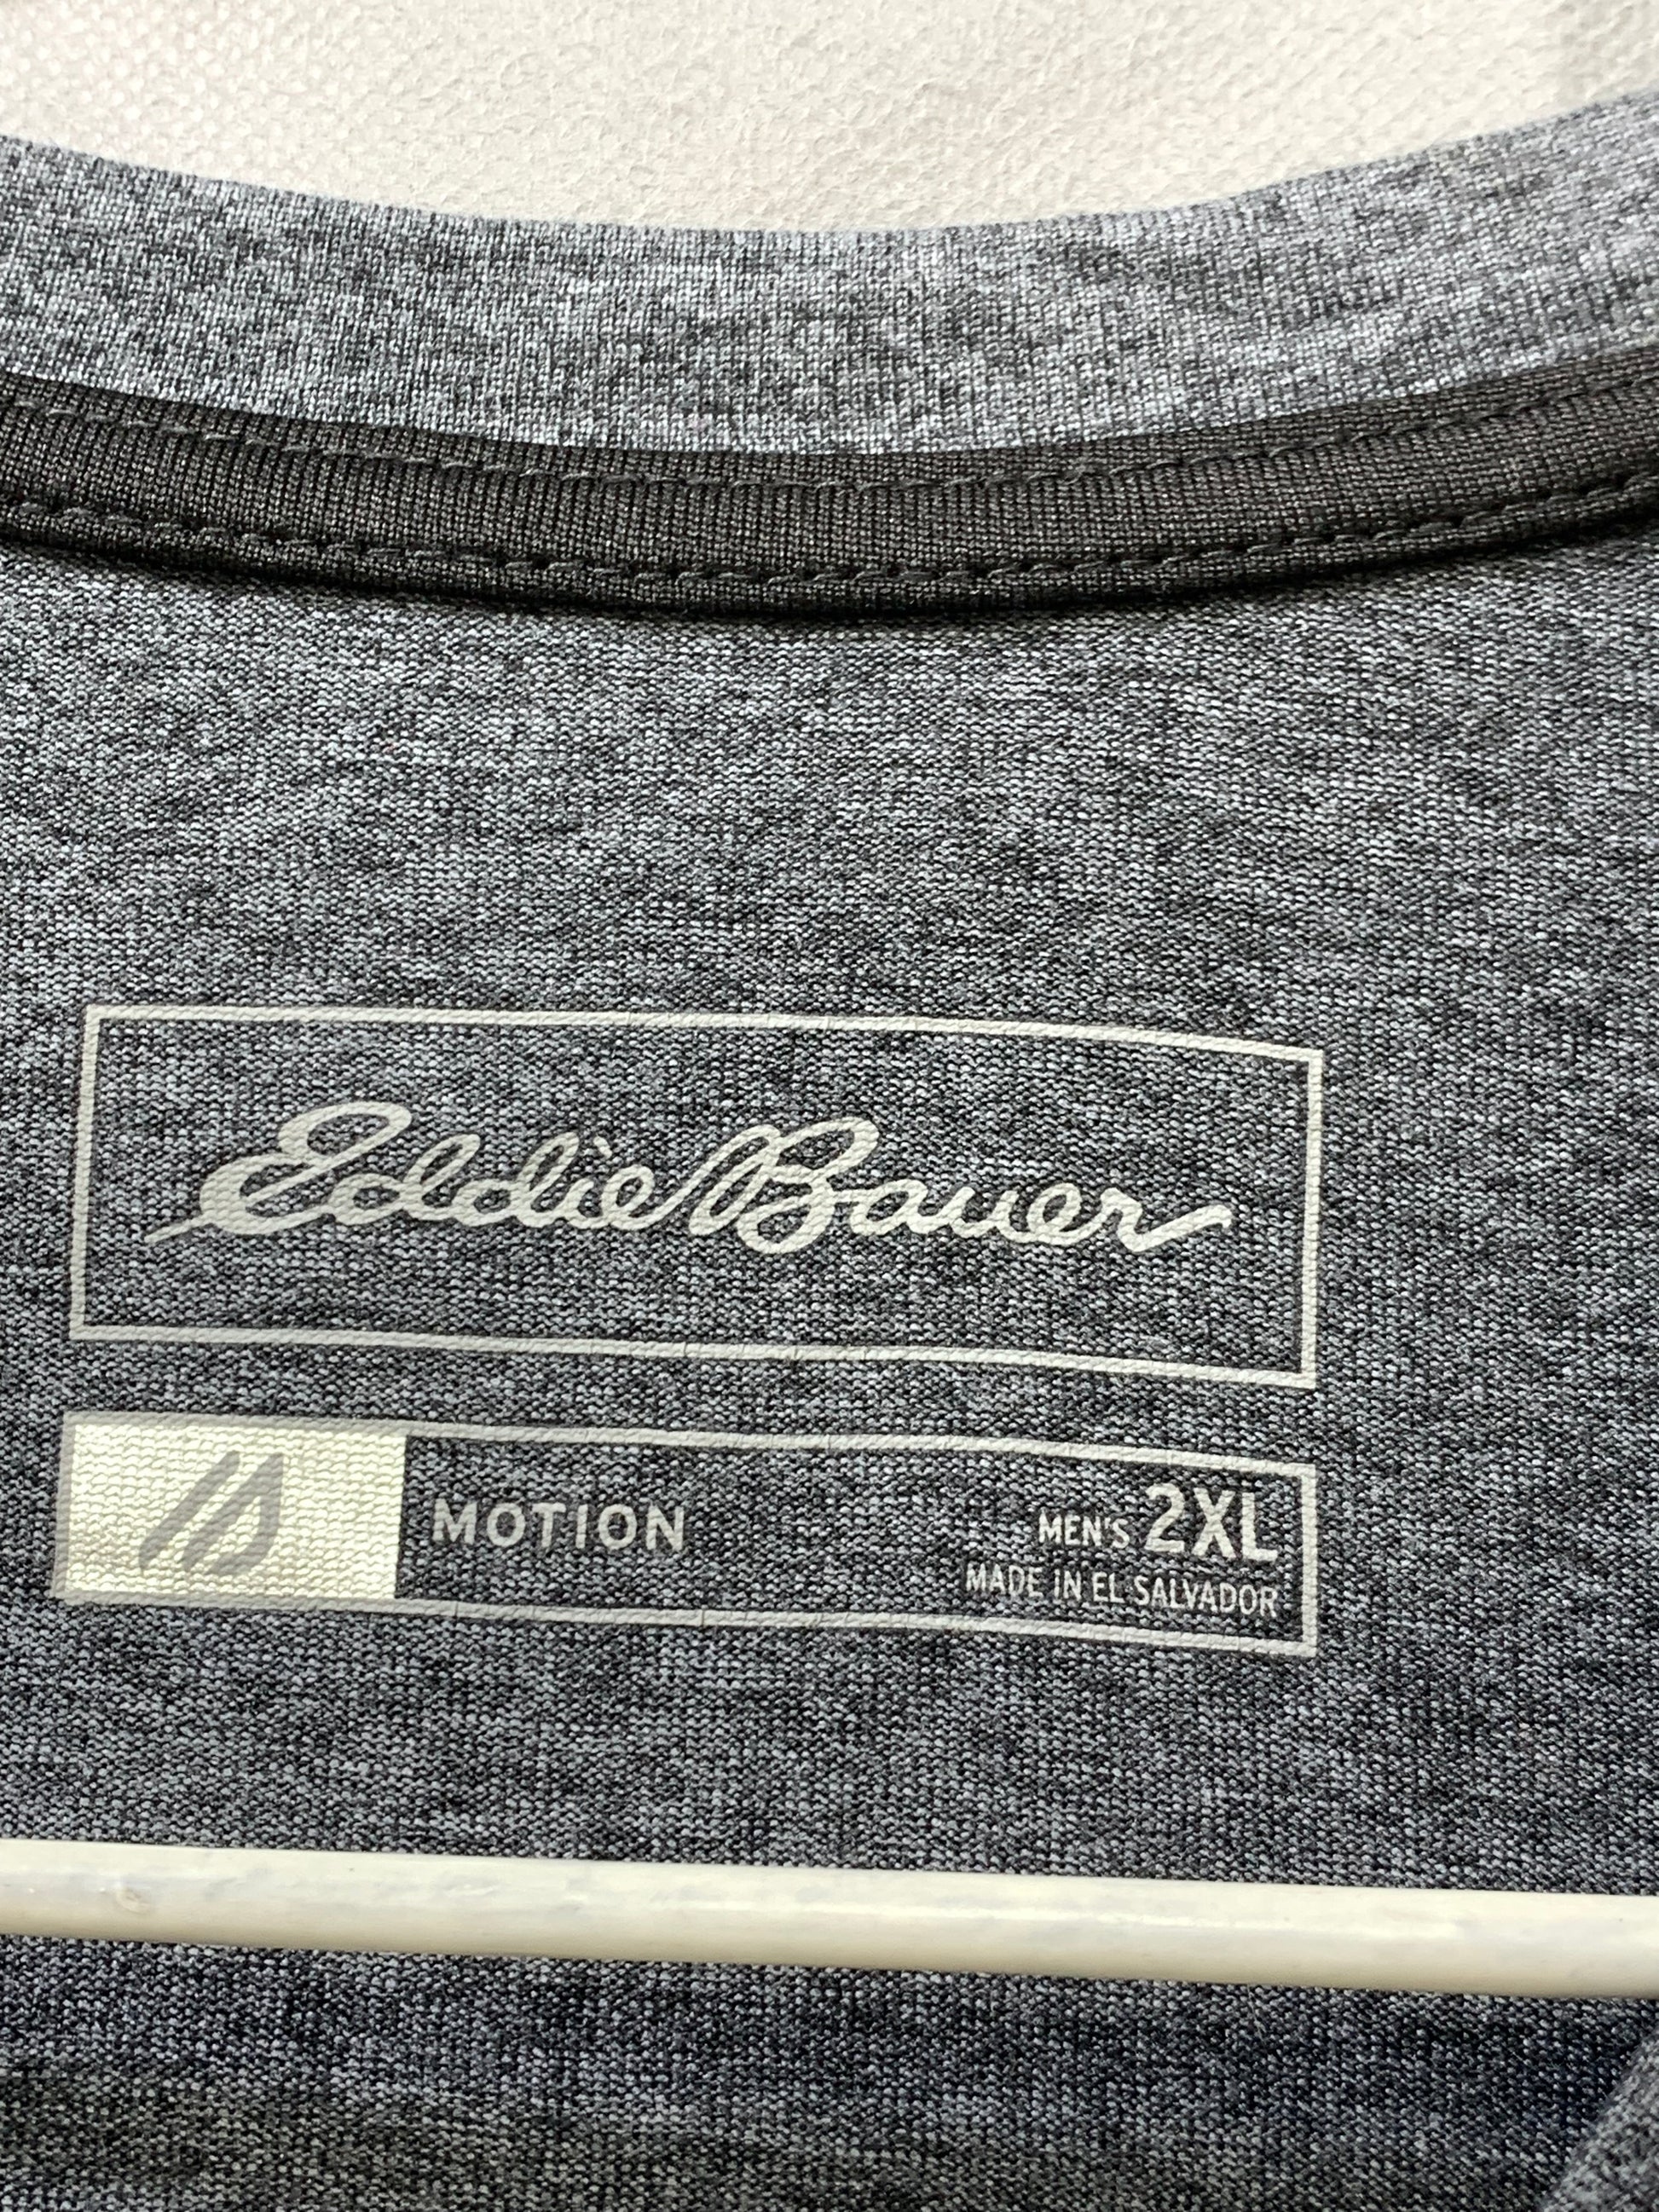 Eddie Bauer
MOTION
MEN'S 2XL
MADE IN EL SALVADOR